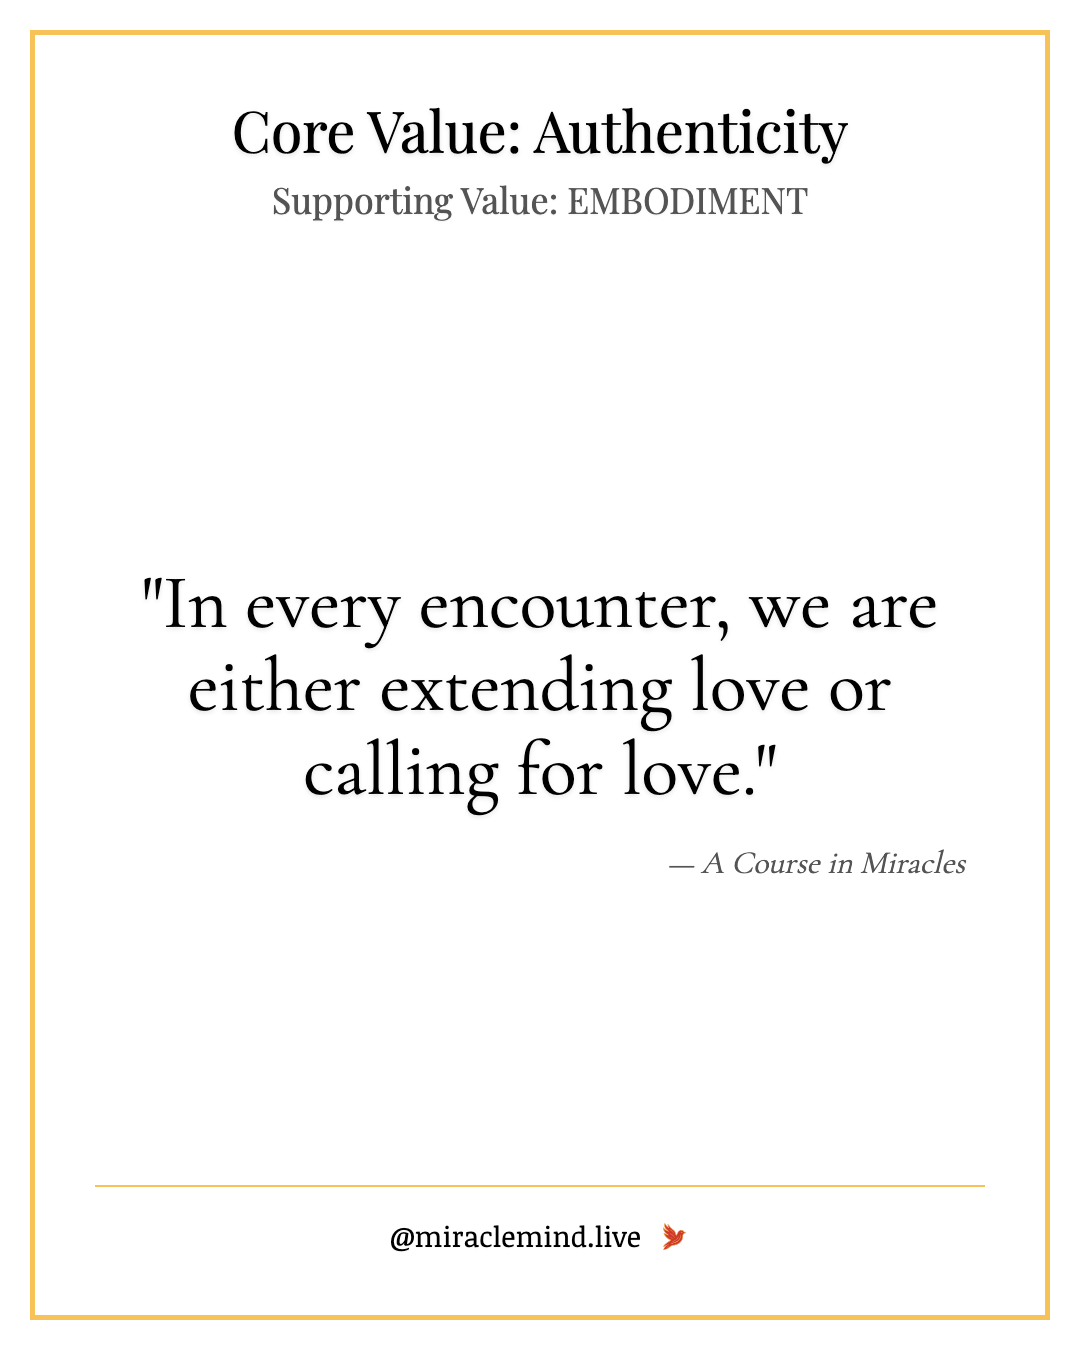 Core Value: Authenticity
Supporting Value: EMBODIMENT
"In every encounter, we are
either extending love or
calling for love."
— A Course in Miracles
@miraclemind.live